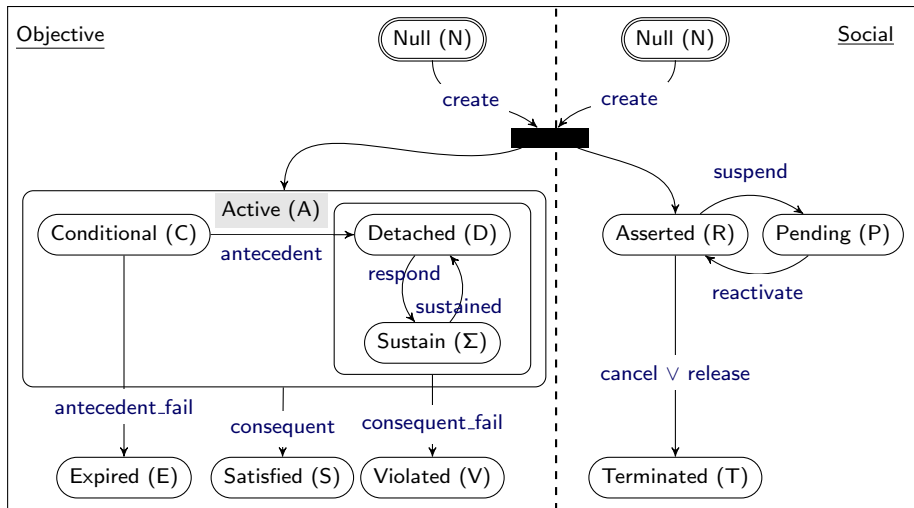 Objective
Null (N)
Null (N)
Social
create
create
suspend
Active (A)
Conditional (C)
Detached (D)
Asserted (R)
Pending (P)
antecedent
respond
reactivate
sustained
Sustain (Σ)
cancel ∨ release
antecedent_fail
consequent
consequent_fail
Expired (E)
Satisfied (S)
Violated (V)
Terminated (T)